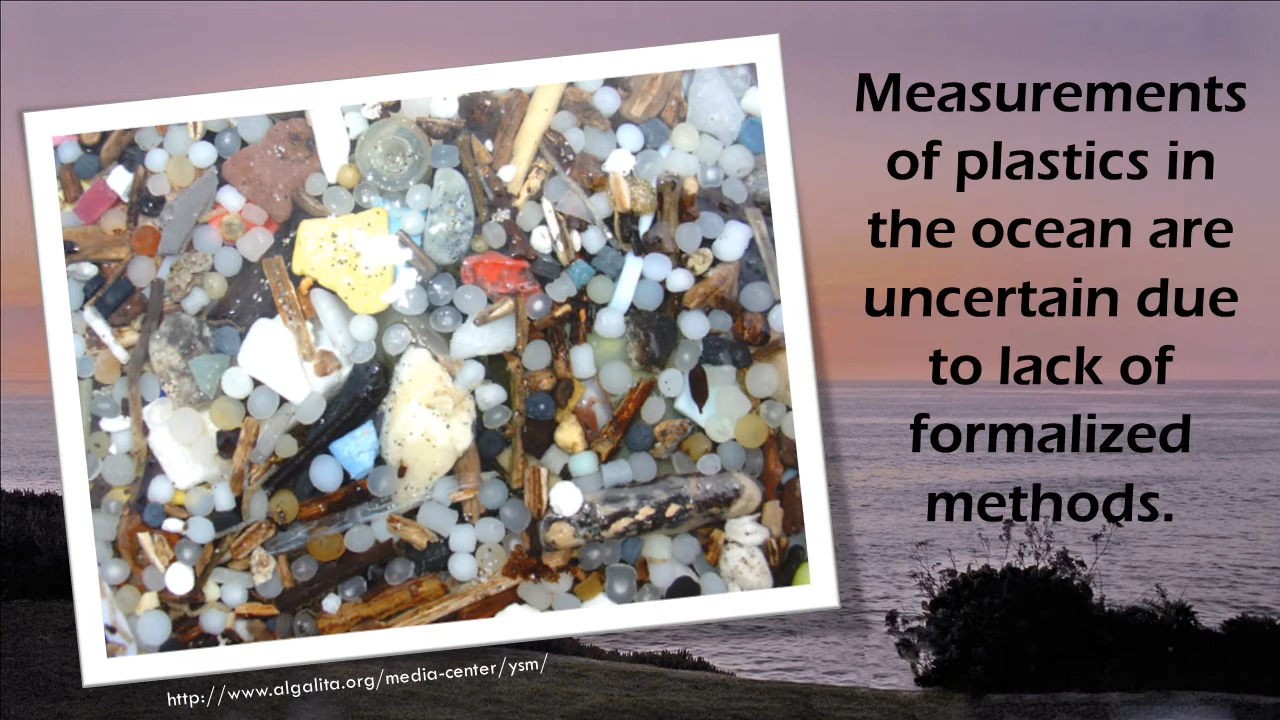 Measurements
of plastics in
the ocean are
uncertain due
to lack of
formalized
methods.
http://www.algalita.org/media-center/ysm/